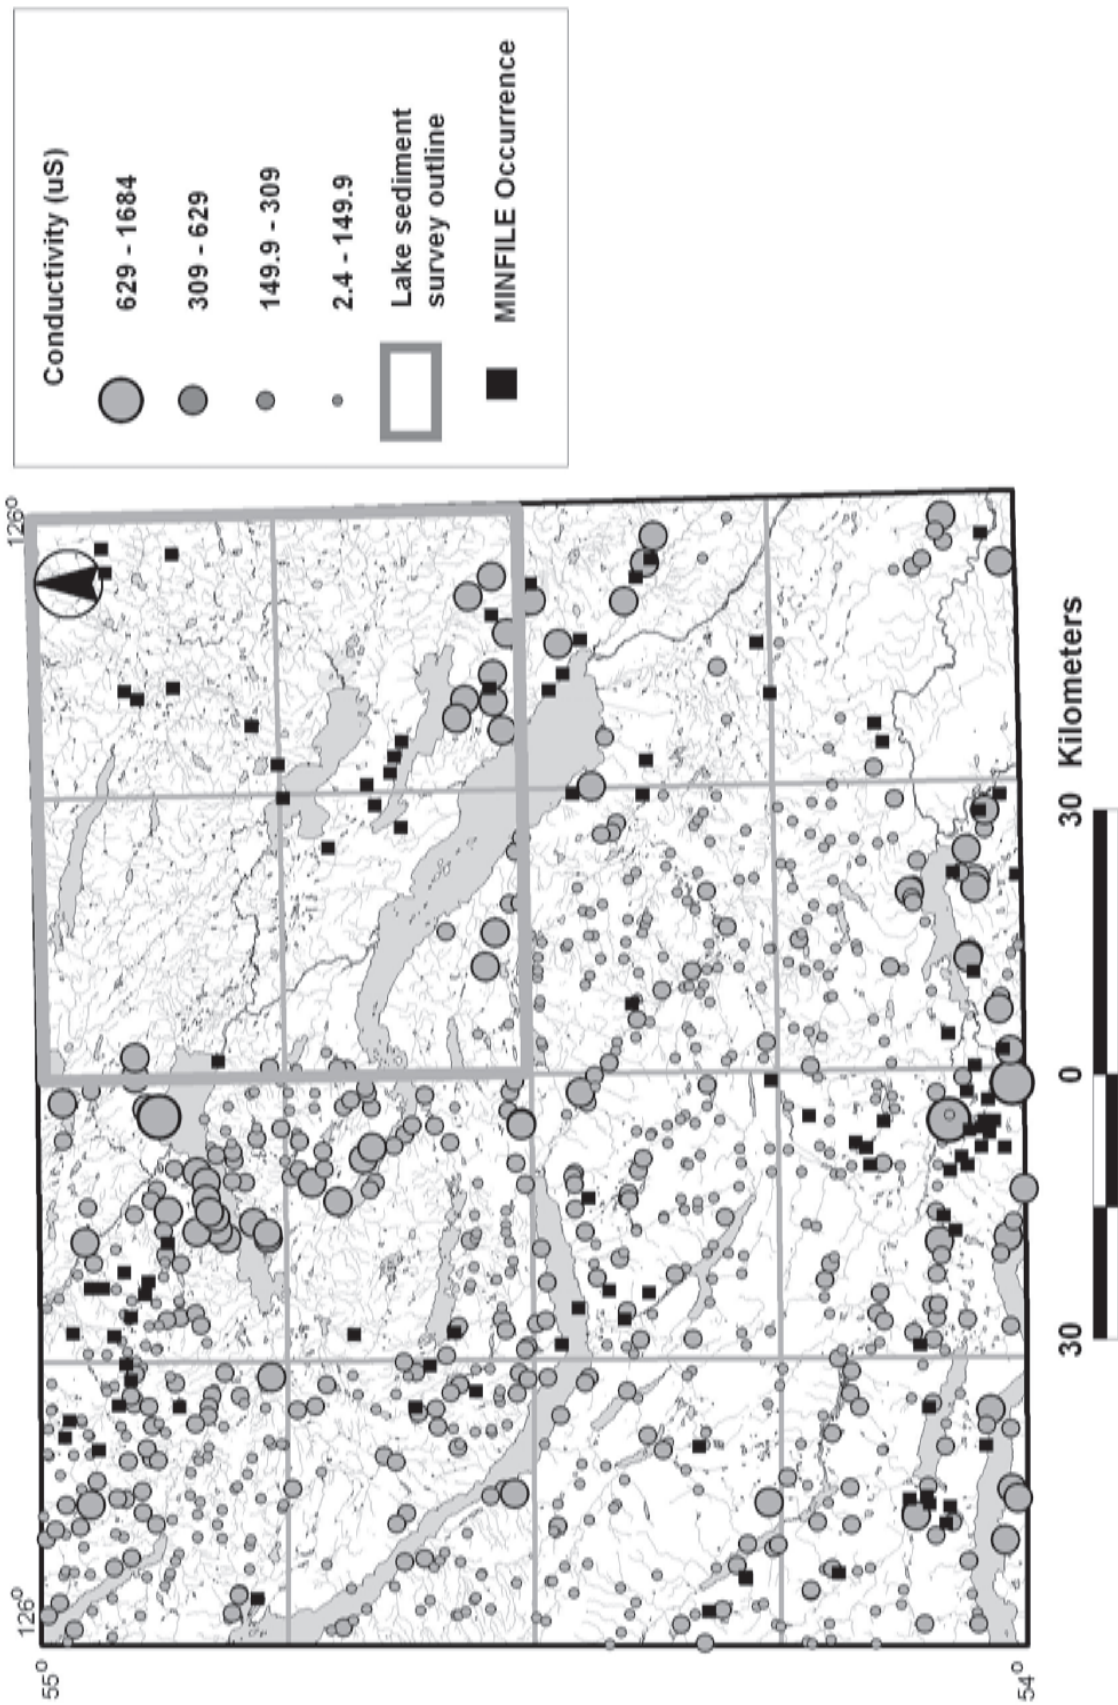 Conductivity (uS)
629 - 1684
309 - 629
149.9 - 309
2.4 - 149.9
Lake sediment
survey outline
MINFILE Occurrence
126°
126°
55°
54°
30
0
30
Kilometers